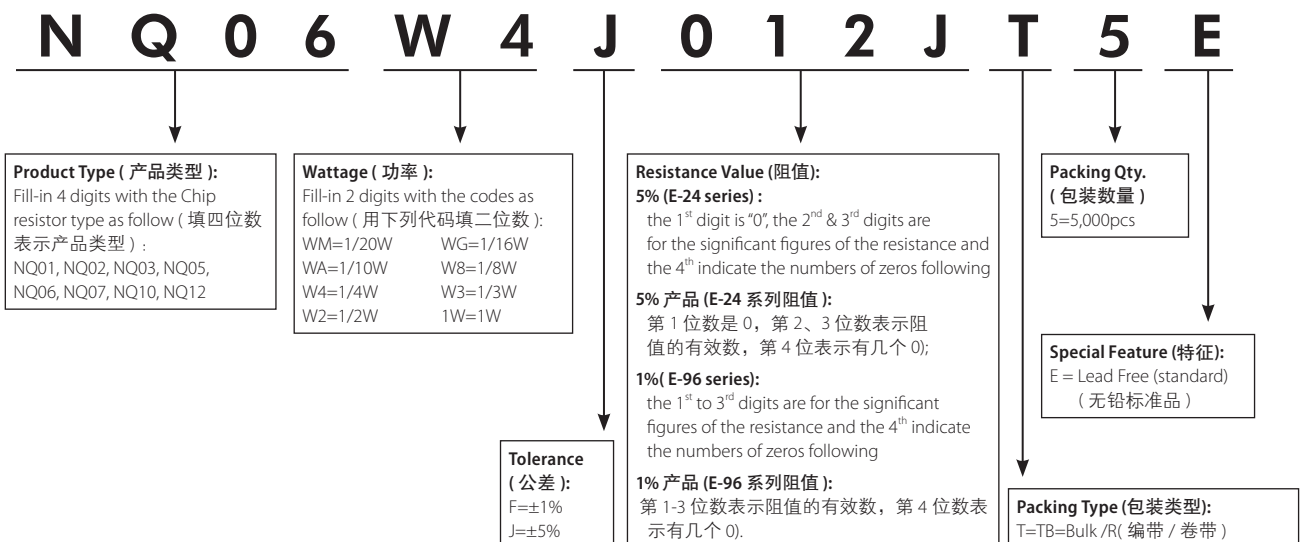 NQ06W4J012JT5E
Product Type ( 产品类型 ):
Fill-in 4 digits with the Chip
resistor type as follow ( 填四位数
表示产品类型 ) :
NQ01, NQ02, NQ03, NQ05,
NQ06, NQ07, NQ10, NQ12
Wattage ( 功率 ):
Fill-in 2 digits with the codes as
follow ( 用下列代码填二位数 ):
WM=1/20W WG=1/16W
WA=1/10W W8=1/8W
W4=1/4W W3=1/3W
W2=1/2W 1W=1W
Tolerance
( 公差 ):
F=±1%
J=±5%
Resistance Value (阻值):
5% (E-24 series) :
the 1st digit is "0", the 2nd & 3rd digits are
for the significant figures of the resistance and
the 4th indicate the numbers of zeros following
5% 产品 (E-24 系列阻值 ):
第 1 位数是 0，第 2、3 位数表示阻
值的有效数，第 4 位表示有几个 0);
1%( E-96 series):
the 1st to 3rd digits are for the significant
figures of the resistance and the 4th indicate
the numbers of zeros following
1% 产品 (E-96 系列阻值 ):
第 1-3 位数表示阻值的有效数，第 4 位数表
示有几个 0).
Packing Type (包装类型):
T=TB=Bulk /R( 编带 / 卷带 )
Packing Qty.
( 包装数量 )
5=5,000pcs
Special Feature (特征):
E = Lead Free (standard)
( 无铅标准品 )